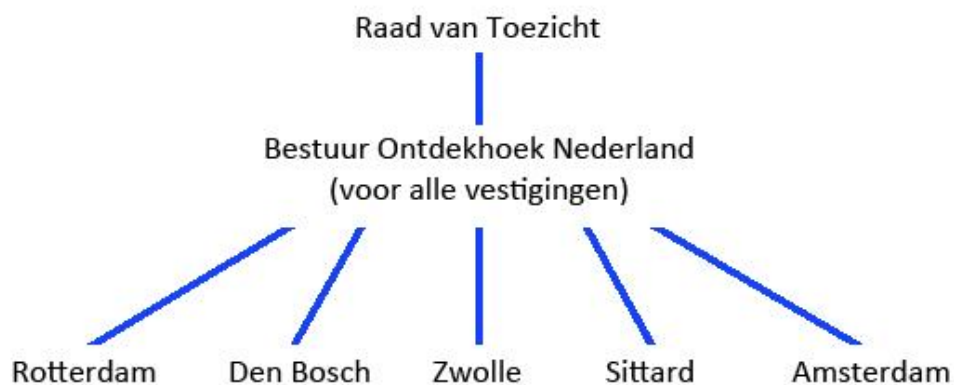 Raad van Toezicht
Bestuur Ontdekhoek Nederland
(voor alle vestigingen)
Rotterdam Den Bosch Zwolle Sittard Amsterdam